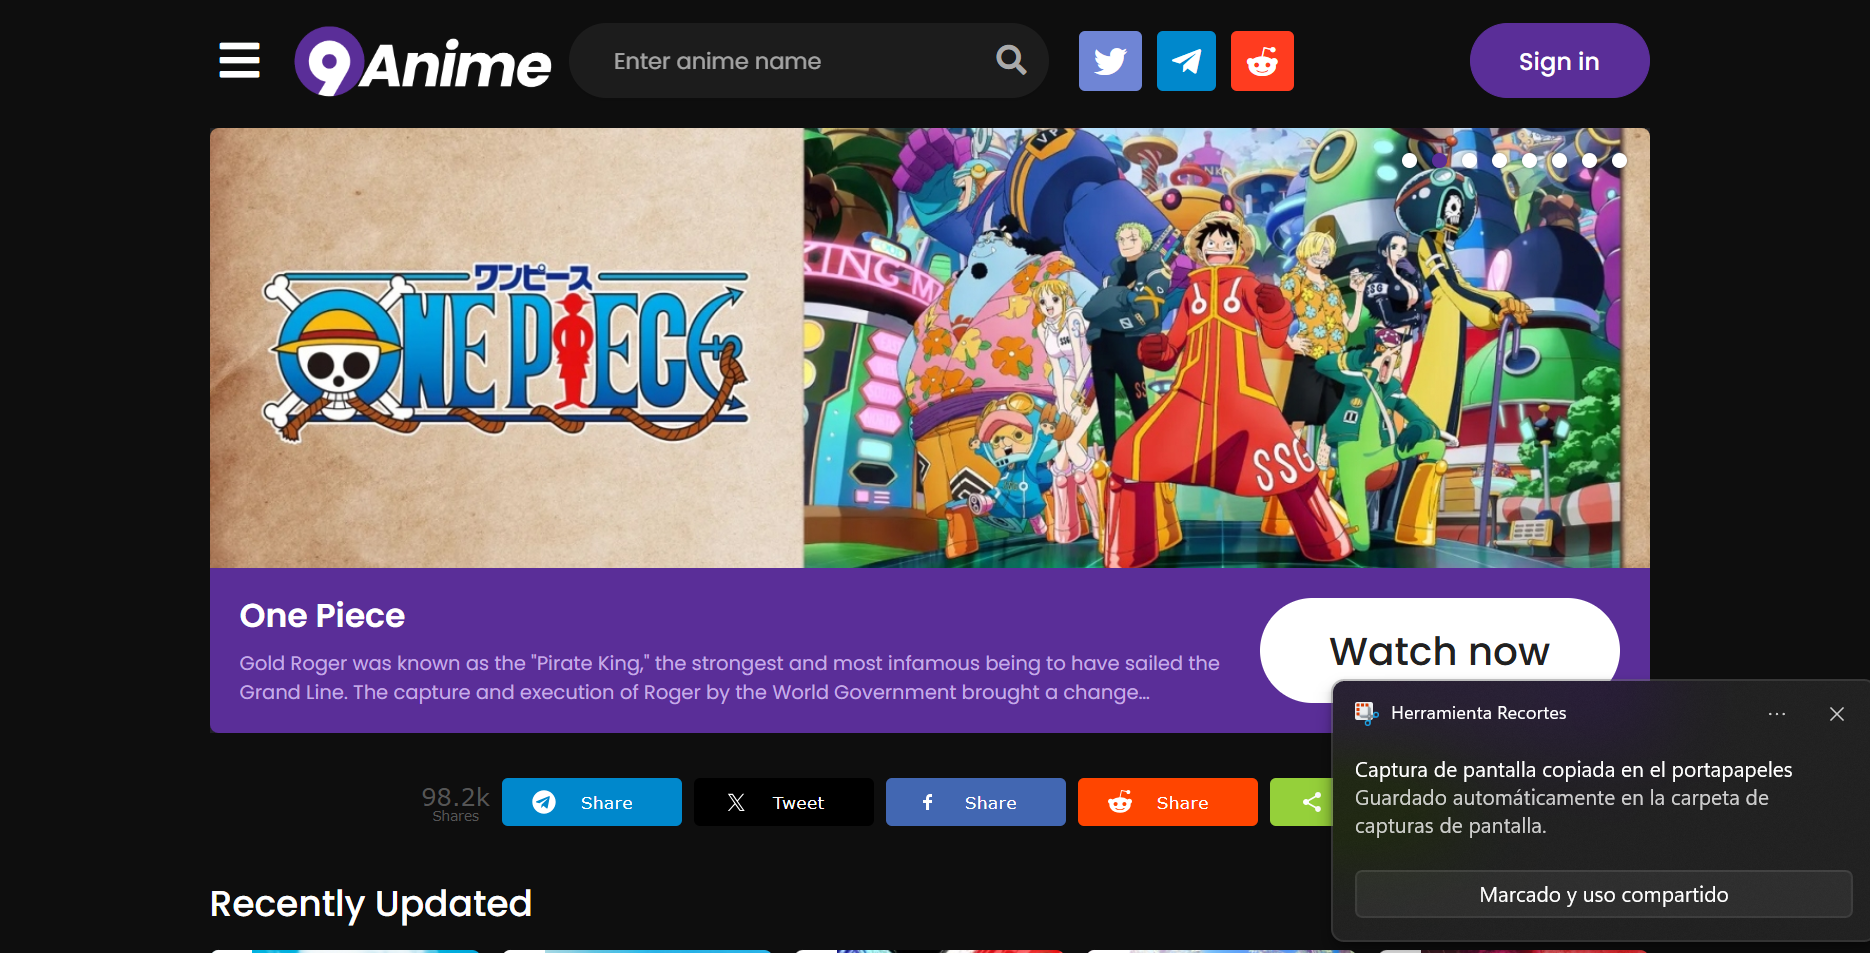 9Anime
Enter anime name
Sign in
ワンピース
ONE PIECE
KING M
VP
SSG
SSG
SSG
One Piece
Watch now
Gold Roger was known as the "Pirate King," the strongest and most infamous being to have sailed the
Grand Line. The capture and execution of Roger by the World Government brought a change...
Herramienta Recortes
Captura de pantalla copiada en el portapapeles
Guardado automáticamente en la carpeta de
capturas de pantalla.
Marcado y uso compartido
98.2k
Shares
Share
Tweet
Share
Share
Recently Updated